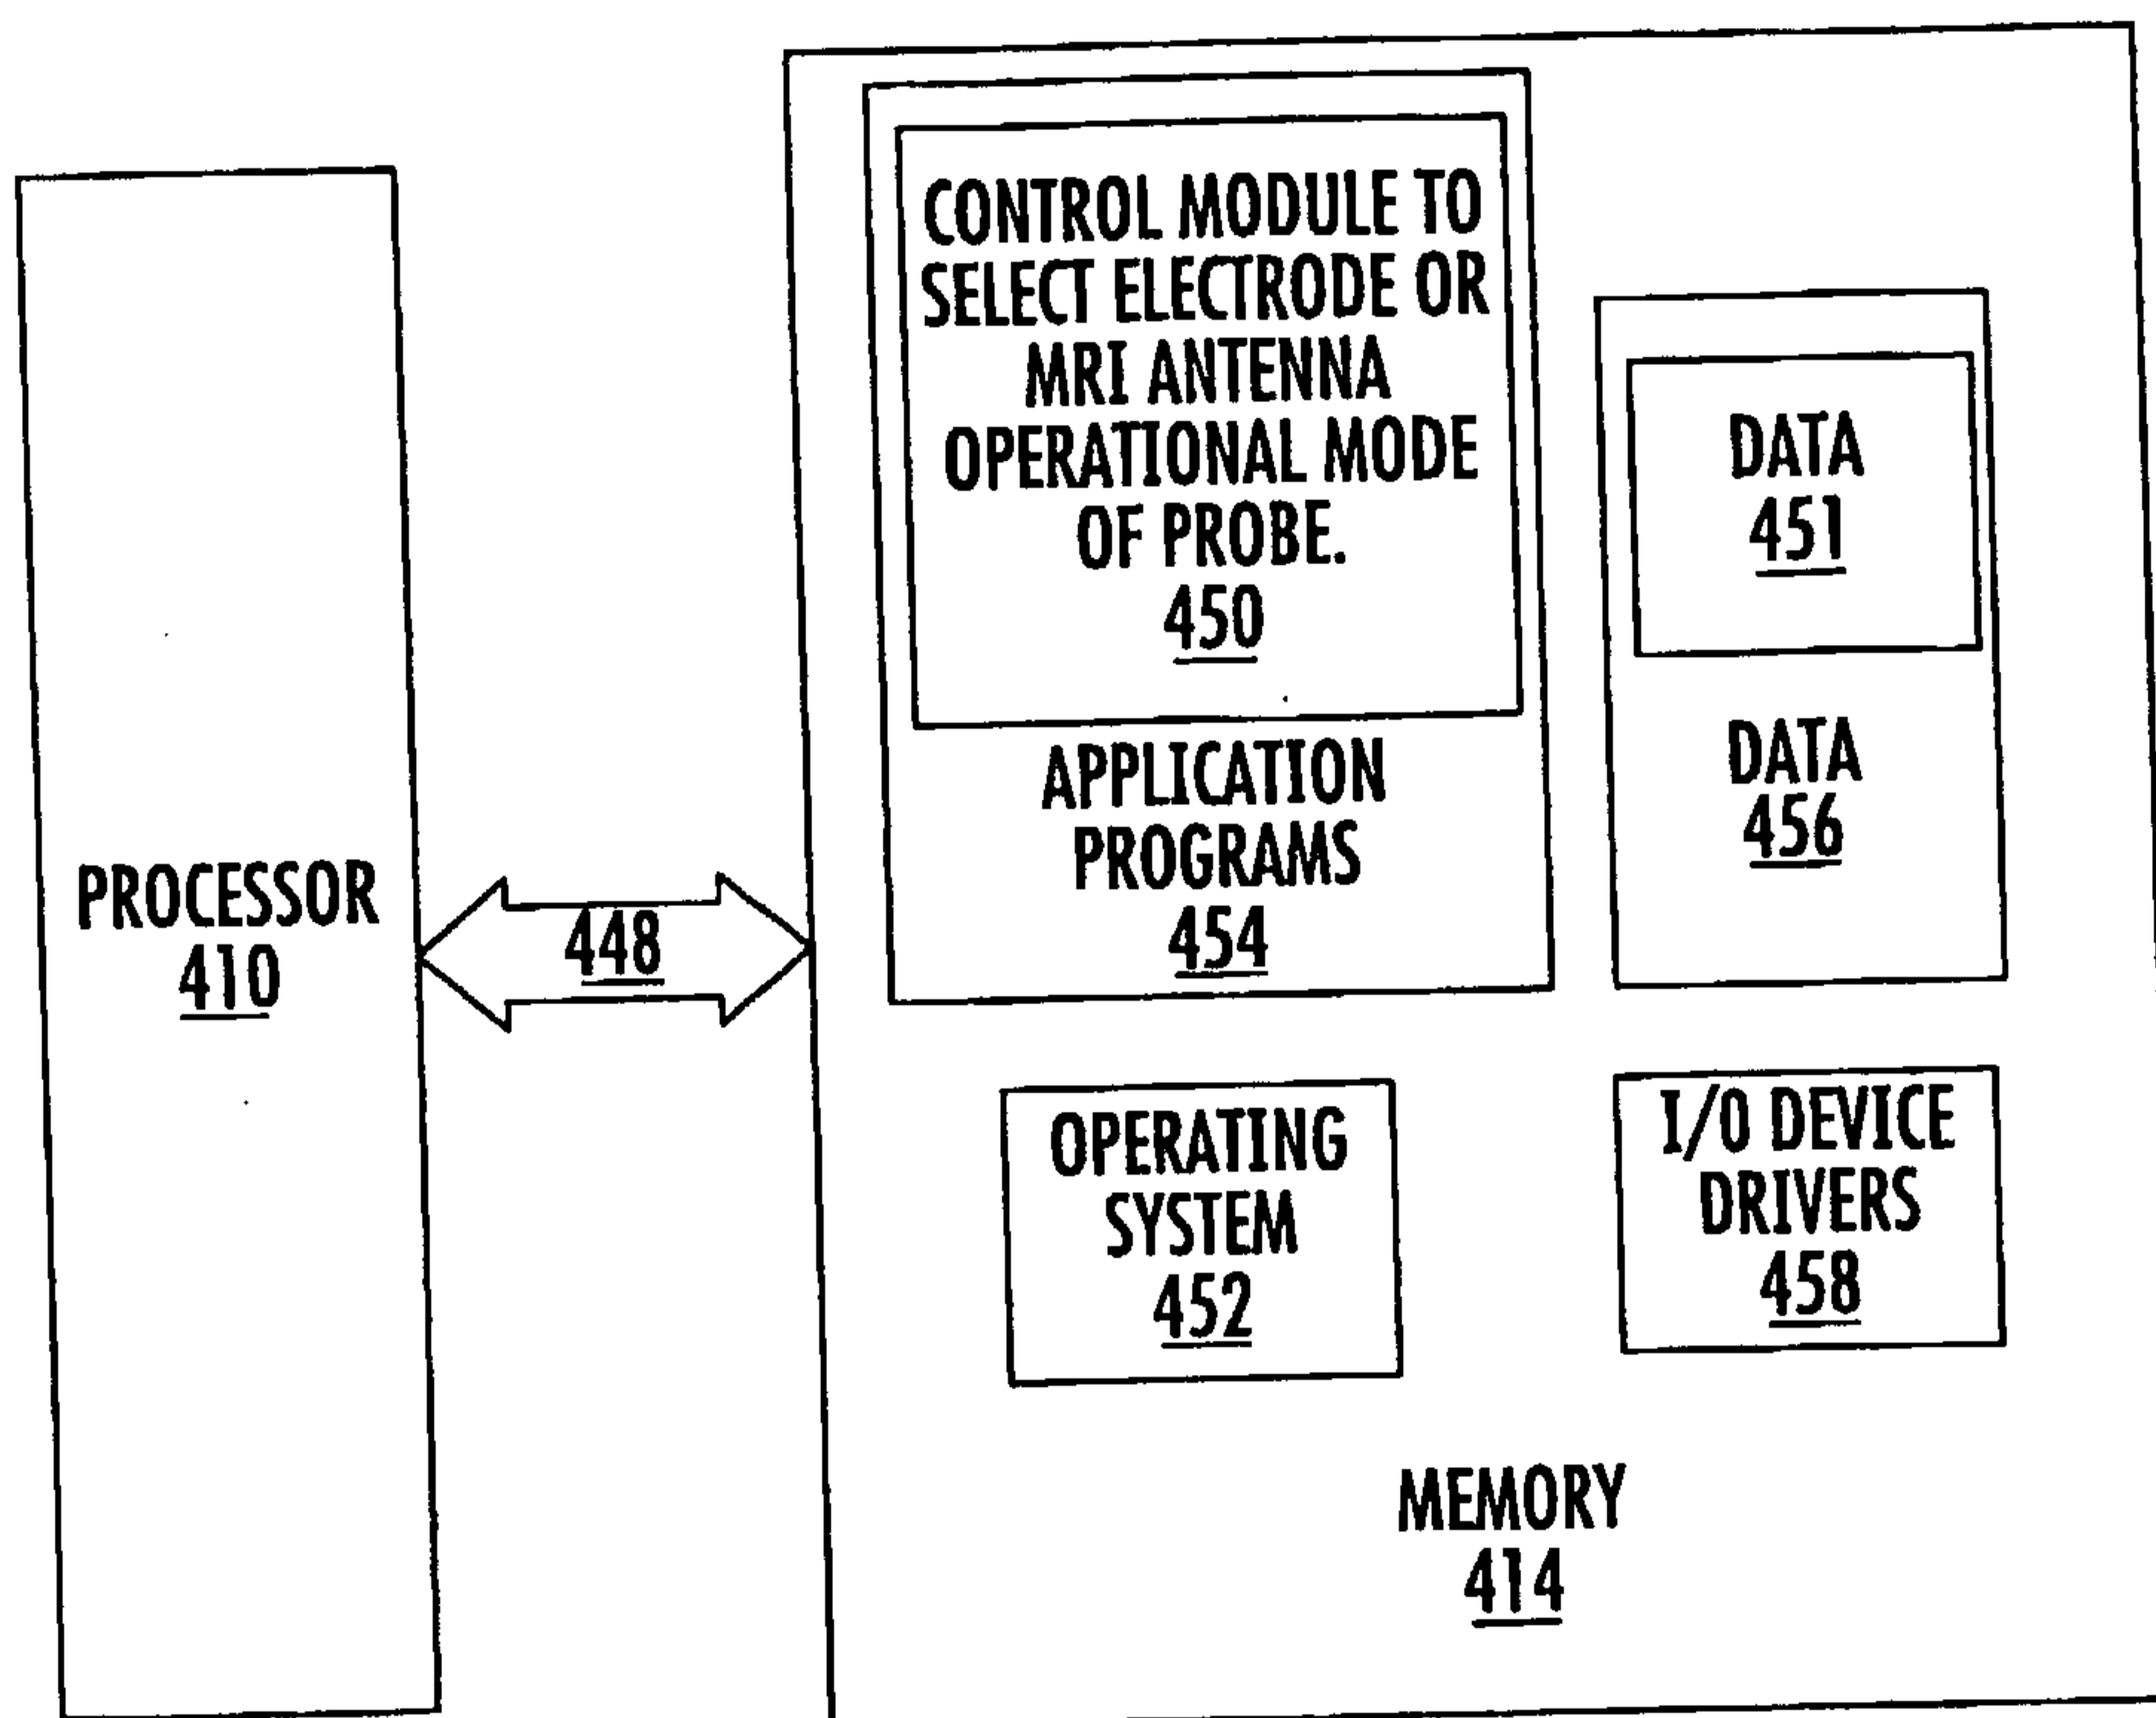 PROCESSOR
410
448
CONTROL MODULE TO
SELECT ELECTRODE OR
MRI ANTENNA
OPERATIONAL MODE
OF PROBE.
450
APPLICATION
PROGRAMS
454
DATA
451
DATA
456
OPERATING
SYSTEM
452
I/O DEVICE
DRIVERS
458
MEMORY
414